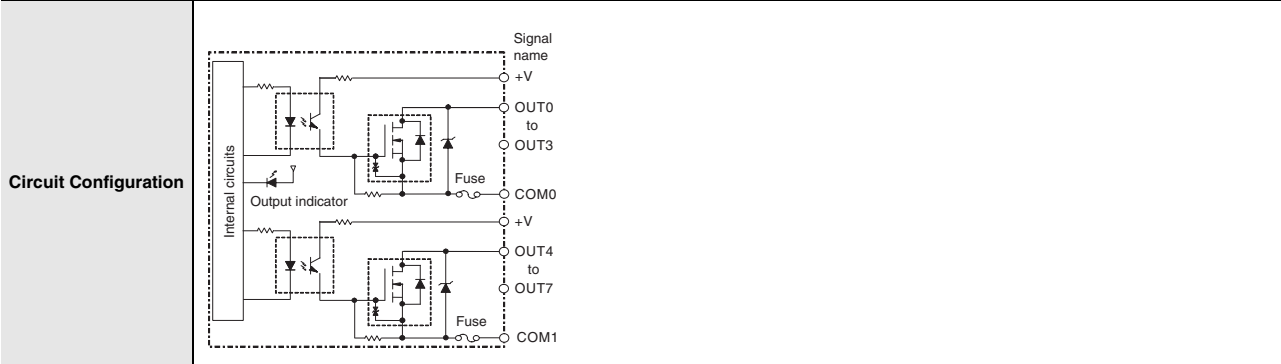 Circuit Configuration
Signal
name
+V
OUT0
to
OUT3
Internal circuits
Fuse
COM0
Output indicator
+V
OUT4
to
OUT7
Fuse
COM1